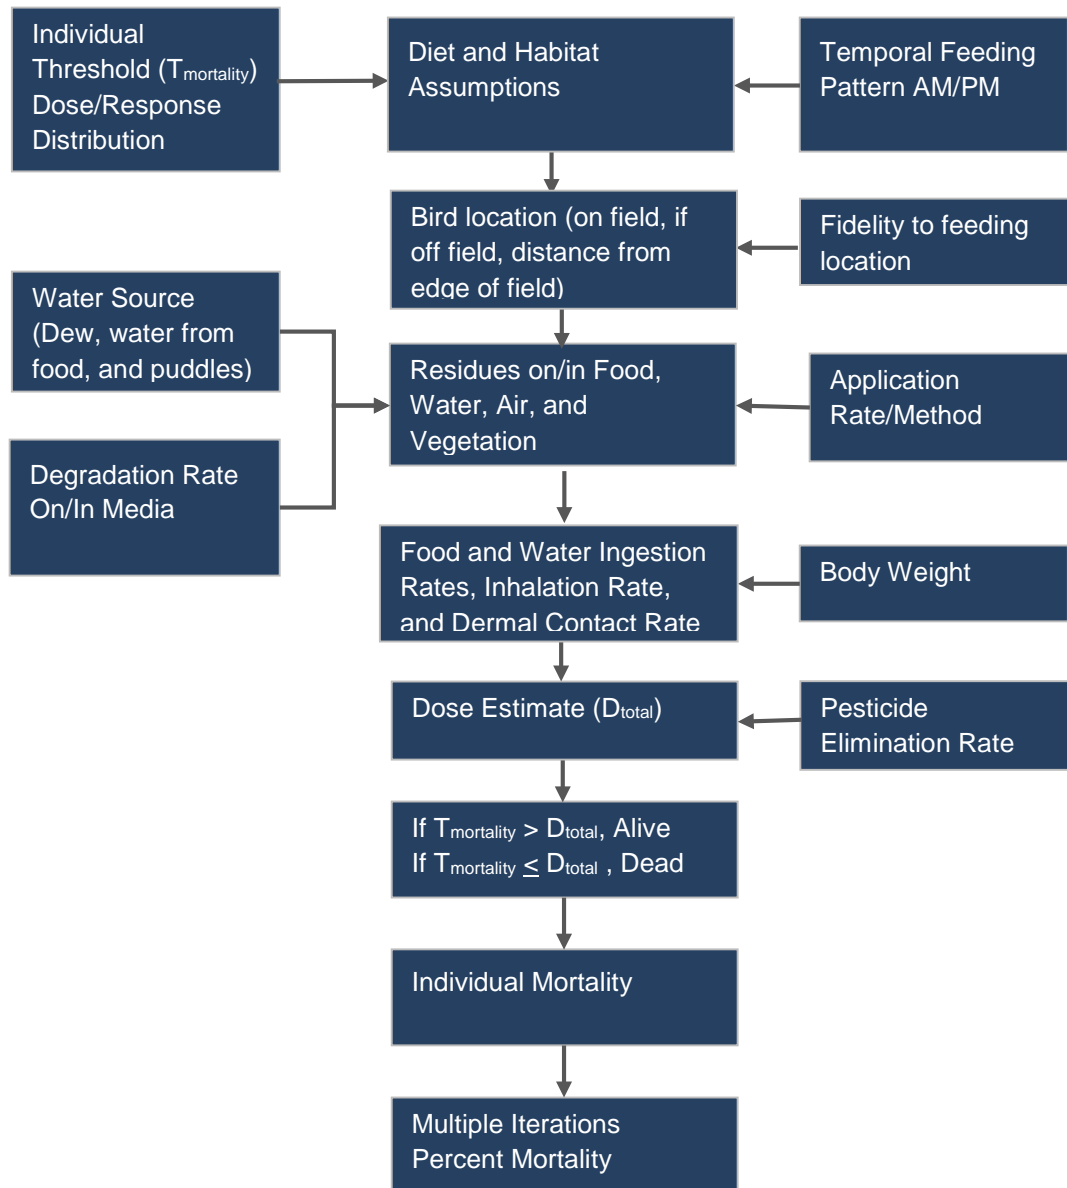 Individual
Threshold (Tmortality)
Dose/Response
Distribution
Diet and Habitat
Assumptions
Temporal Feeding
Pattern AM/PM
Bird location (on field, if
off field, distance from
edge of field)
Fidelity to feeding
location
Water Source
(Dew, water from
food, and puddles)
Residues on/in Food,
Water, Air, and
Vegetation
Application
Rate/Method
Degradation Rate
On/In Media
Food and Water Ingestion
Rates, Inhalation Rate,
and Dermal Contact Rate
Body Weight
Dose Estimate (Dtotal)
Pesticide
Elimination Rate
If Tmortality > Dtotal, Alive
If Tmortality ≤ Dtotal , Dead
Individual Mortality
Multiple Iterations
Percent Mortality